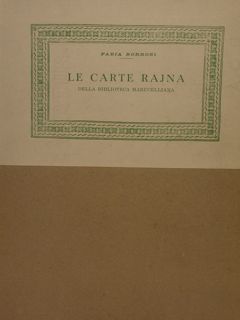 FABIA BORRONI
LE CARTE RAJNA
DELLA BIBLIOTECA MARUCELLIANA